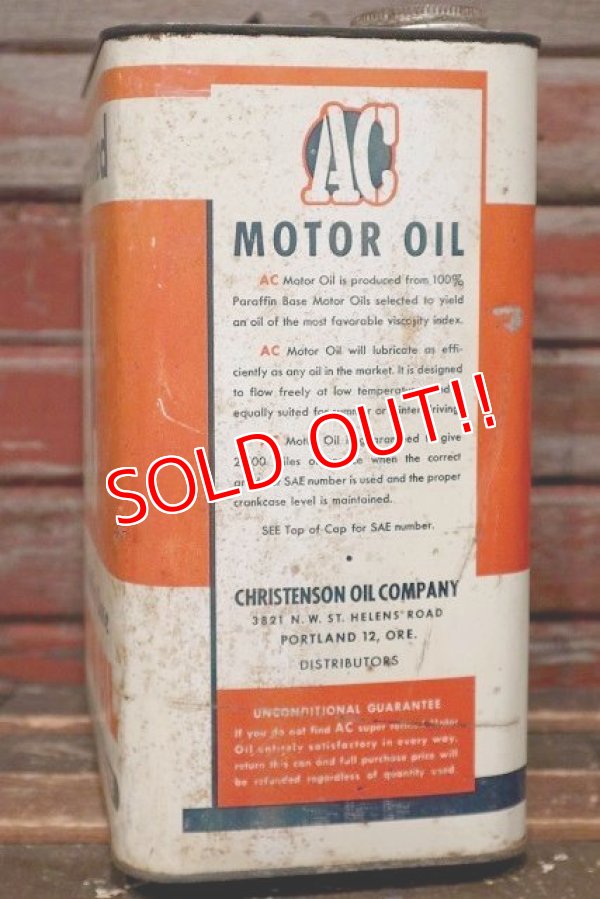 AC
MOTOR OIL
AC Motor Oil is produced from 100%
Paraffin Base Motor Oils selected to yield
an oil of the most favorable viscosity index.
AC Motor Oil will lubricate as effi-
ciently as any oil in the market. It is designed
to flow freely at low
equally suited for or driving
Oil is to give
when the correct
SAE number is used and the proper
crankcase level is maintained.
SOLD OUT!!
SEE Top of Cap for SAE number.
CHRISTENSON OIL COMPANY
3821 N. W. ST. HELENS ROAD
PORTLAND 12, ORE.
DISTRIBUTORS
UNCONDITIONAL GUARANTEE
If you do not find AC super Motor
Oil entirely satisfactory in every way,
return this can and full purchase price will
be refunded regardless of quantity used.